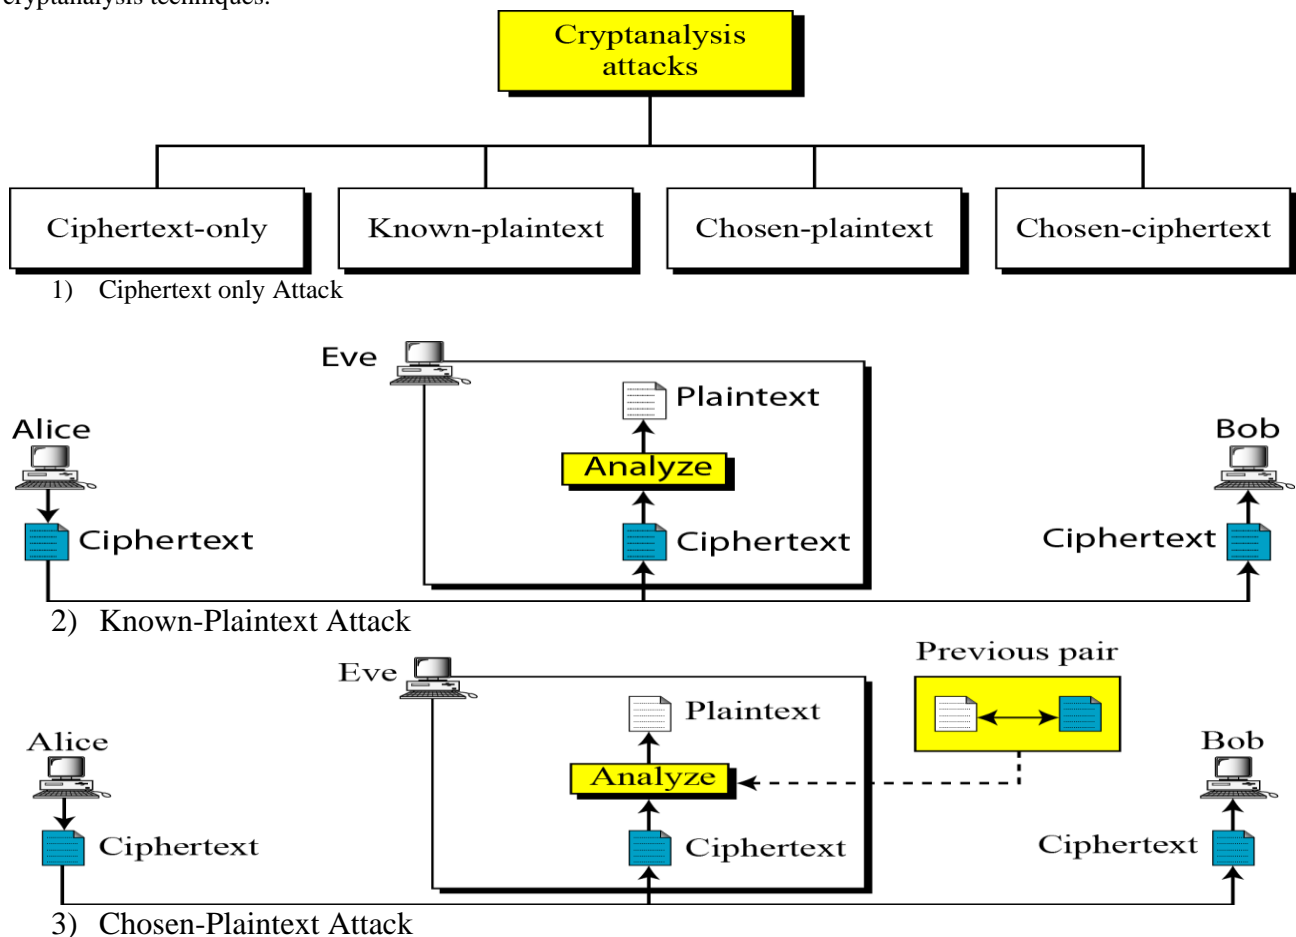 cryptanalysis techniques.
Cryptanalysis
attacks
Ciphertext-only
Known-plaintext
Chosen-plaintext
Chosen-ciphertext
1) Ciphertext only Attack
Eve
Plaintext
Alice
Bob
Analyze
Ciphertext
Ciphertext
Ciphertext
2) Known-Plaintext Attack
Previous pair
Eve
Plaintext
Alice
Bob
Analyze
Ciphertext
Ciphertext
Ciphertext
3) Chosen-Plaintext Attack